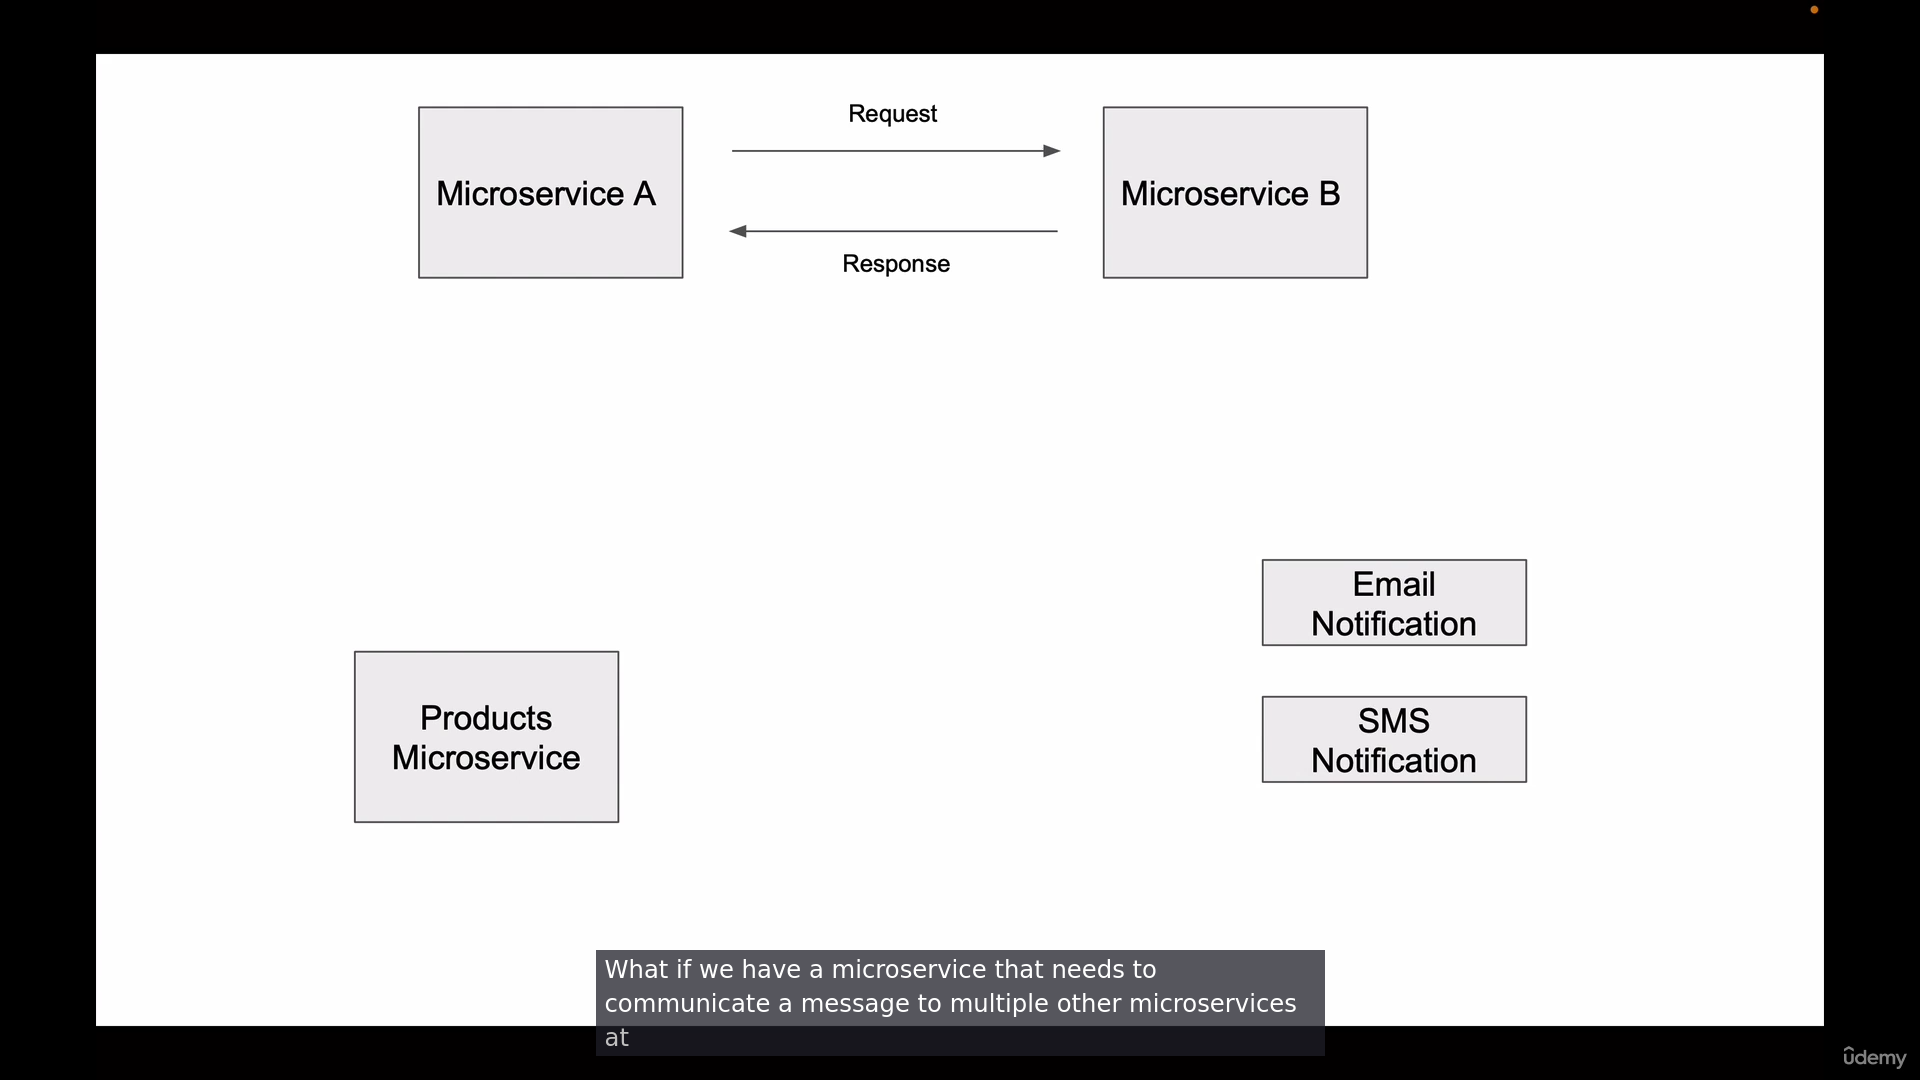 Request
Microservice A
Microservice B
Response
Email
Notification
Products
Microservice
SMS
Notification
What if we have a microservice that needs to
communicate a message to multiple other microservices
at
ûdemy